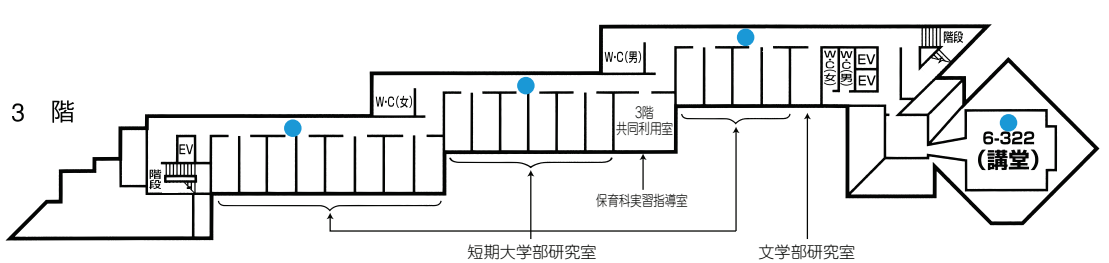 3 階
階段
EV
W·C(女)
W·C(男)
3階
共同利用室
W·C(女)
W·C(男)
EV
EV
階段
6-322
(講堂)
保育科実習指導室
短期大学部研究室
文学部研究室